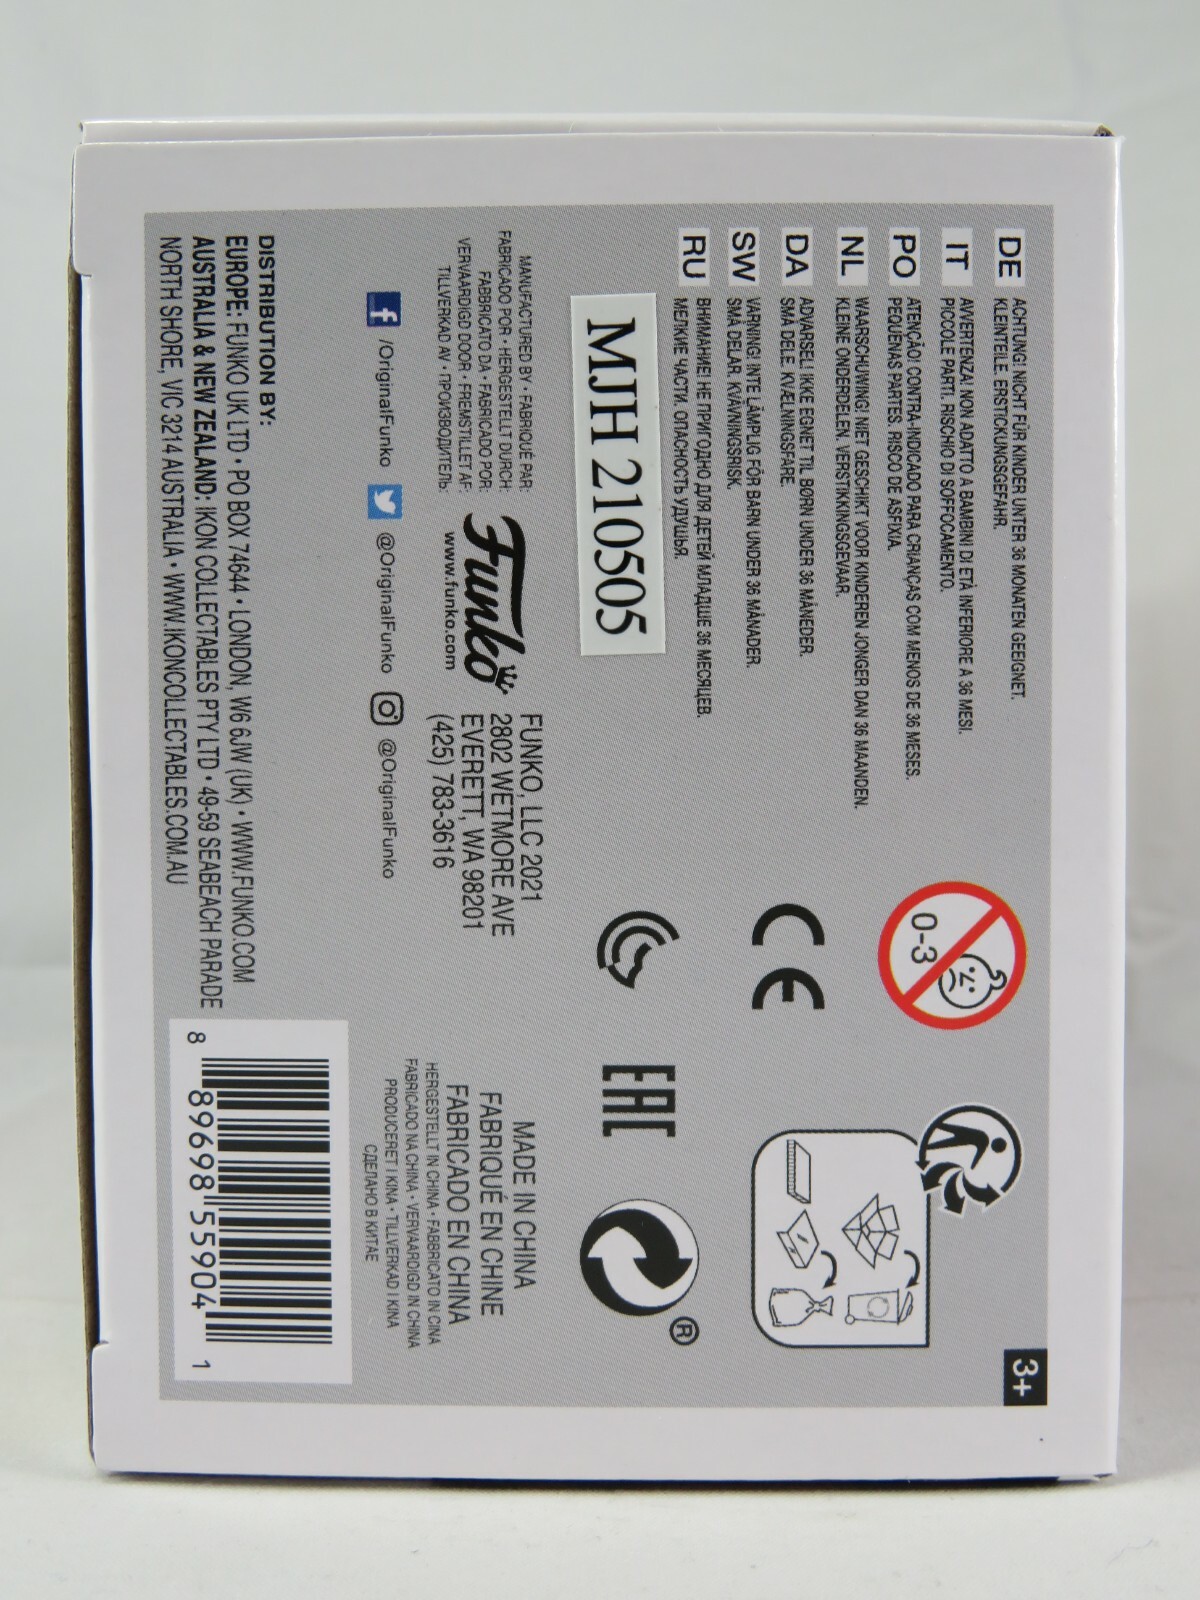 DE ACHTUNG! NICHT FÜR KINDER UNTER 36 MONATEN GEEIGNET.
KLEINTEILE. ERSTICKUNGSGEFAHR.
IT AVVERTENZA! NON ADATTO A BAMBINI DI ETÀ INFERIORE A 36 MESI.
PICCOLE PARTI. RISCHIO DI SOFFOCAMENTO.
PO ATENÇÃO! CONTRA-INDICADO PARA CRIANÇAS COM MENOS DE 36 MESES.
PEQUENAS PARTES. RISCO DE ASFIXIA.
NL WAARSCHUWING! NIET GESCHIKT VOOR KINDEREN JONGER DAN 36 MAANDEN.
KLEINE ONDERDELEN. VERSTIKKINGSGEVAAR.
DA ADVARSEL! IKKE EGNET TIL BØRN UNDER 36 MÅNEDER.
SMÅ DELE. KVÆLNINGSFARE.
SW VARNING! INTE LÄMPLIG FÖR BARN UNDER 36 MÅNADER.
SMÅ DELAR. KVÄVNINGSRISK.
RU ВНИМАНИЕ! НЕ ПРИГОДНО ДЛЯ ДЕТЕЙ МЛАДШЕ 36 МЕСЯЦЕВ.
МЕЛКИЕ ЧАСТИ. ОПАСНОСТЬ УДУШЬЯ.
0-3
CE
3+
MJH 210505
EAC
®
MANUFACTURED BY • FABRIQUÉ PAR:
FABRICADO POR • HERGESTELLT DURCH:
FABBRICATO DA • FABRICADO POR:
VERVAARDIGD DOOR • FREMSTILLET AF:
TILLVERKAD AV • ПРОИЗВОДИТЕЛЬ:
Funko
www.funko.com
FUNKO, LLC 2021
2802 WETMORE AVE
EVERETT, WA 98201
(425) 783-3616
MADE IN CHINA
FABRIQUÉ EN CHINE
FABRICADO EN CHINA
HERGESTELLT IN CHINA • FABBRICATO IN CINA
FABRICADO NA CHINA • VERVAARDIGD IN CHINA
PRODUCERET I KINA • TILLVERKAD I KINA
СДЕЛАНО В КИТАЕ
f /OriginalFunko @OriginalFunko @OriginalFunko
DISTRIBUTION BY:
EUROPE: FUNKO UK LTD • PO BOX 74644 • LONDON, W6 6JW (UK) • WWW.FUNKO.COM
AUSTRALIA & NEW ZEALAND: IKON COLLECTABLES PTY LTD • 49-59 SEABEACH PARADE
NORTH SHORE, VIC 3214 AUSTRALIA • WWW.IKONCOLLECTABLES.COM.AU
8 89698 55904 1